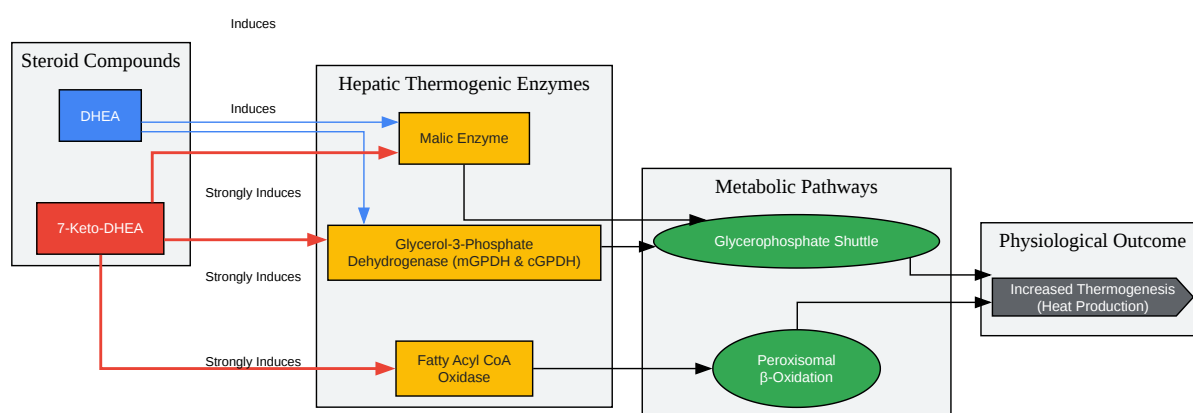 Induces
Steroid Compounds
DHEA
7-Keto-DHEA
Induces
Strongly Induces
Strongly Induces
Strongly Induces
Hepatic Thermogenic Enzymes
Malic Enzyme
Glycerol-3-Phosphate
Dehydrogenase (mGPDH & cGPDH)
Fatty Acyl CoA
Oxidase
Metabolic Pathways
Glycerophosphate Shuttle
Peroxisomal
β-Oxidation
Physiological Outcome
Increased Thermogenesis
(Heat Production)